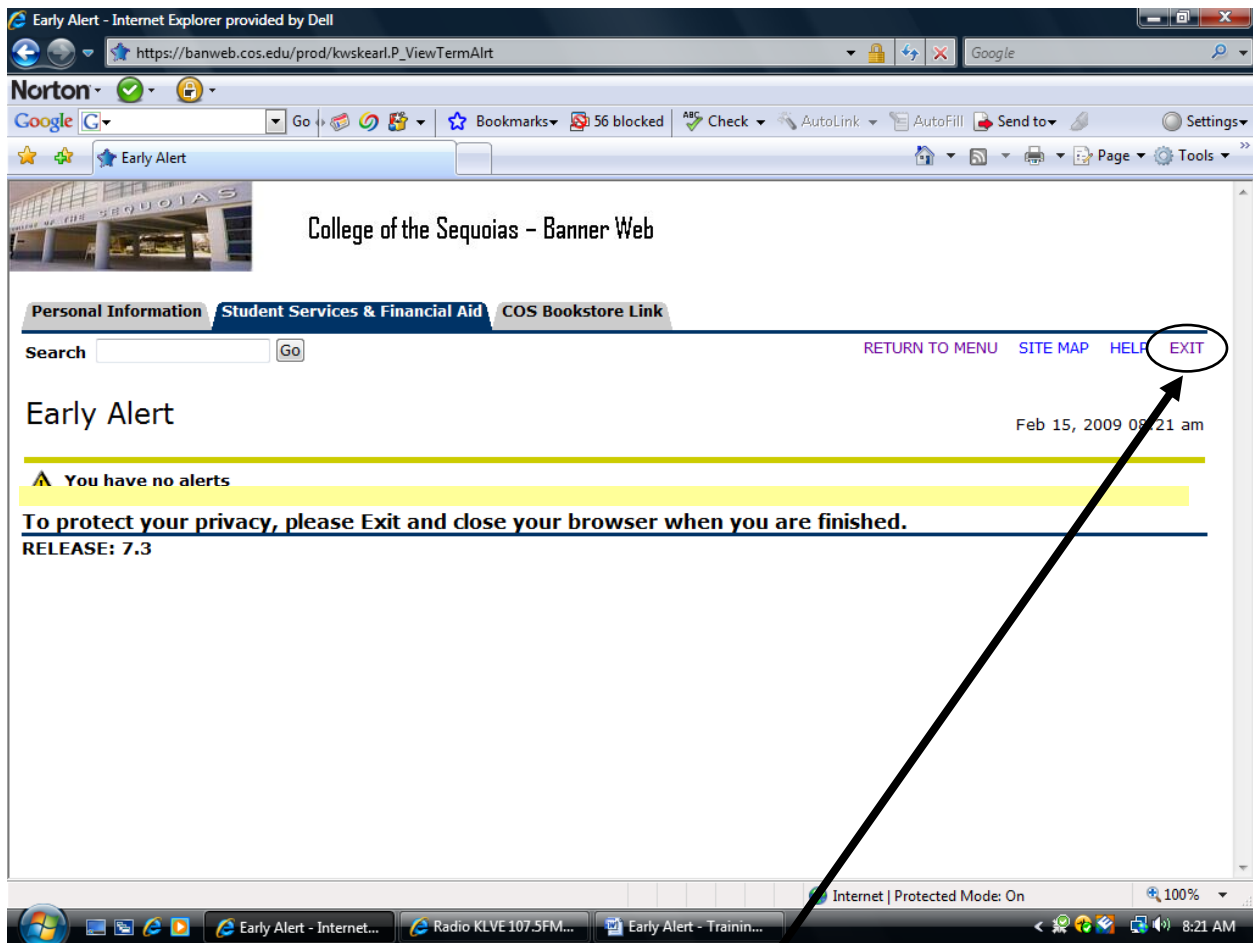 Early Alert - Internet Explorer provided by Dell
https://banweb.cos.edu/prod/kwskearl.P_ViewTermAlrt Google
Norton
Google G Go Bookmarks 56 blocked ABC Check AutoLink AutoFill Send to Settings
Early Alert Page Tools
SEQUOIAS
College of the Sequoias – Banner Web
Personal Information Student Services & Financial Aid COS Bookstore Link
Search Go RETURN TO MENU SITE MAP HELP EXIT
Early Alert
Feb 15, 2009 08:21 am
You have no alerts
To protect your privacy, please Exit and close your browser when you are finished.
RELEASE: 7.3
Internet | Protected Mode: On 100%
Early Alert - Internet... Radio KLVE 107.5FM... Early Alert - Trainin... 8:21 AM